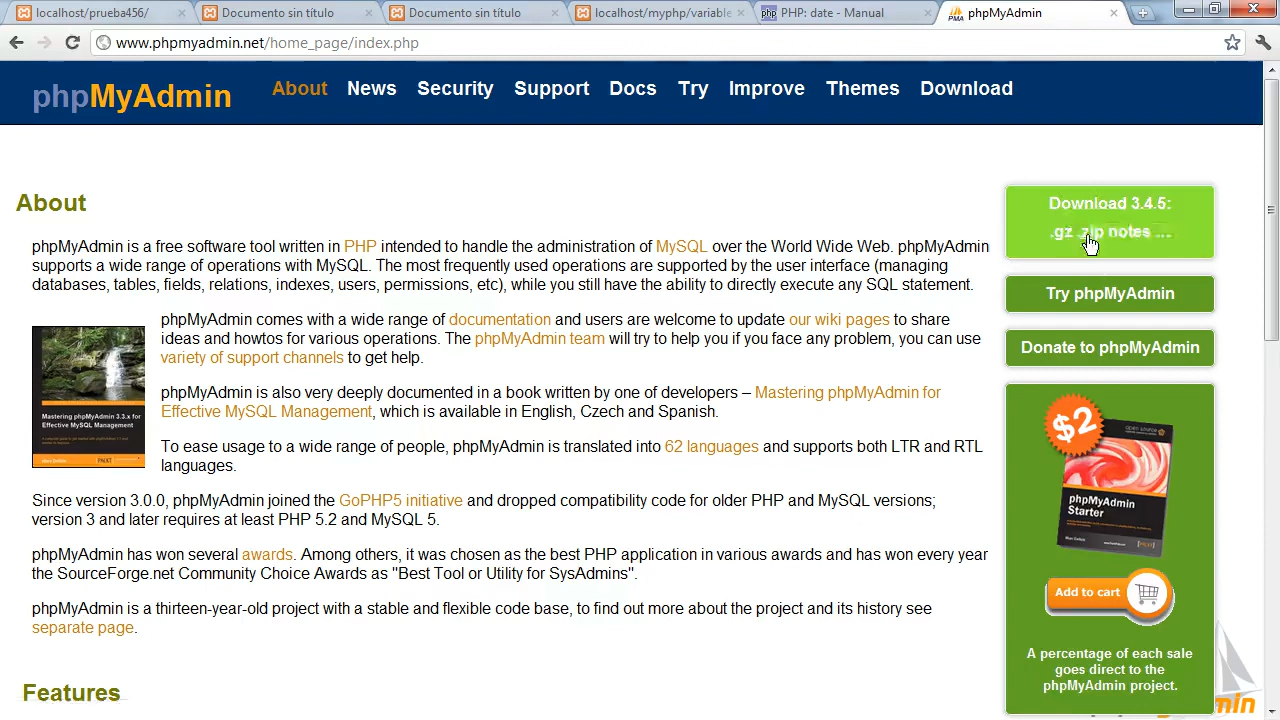 localhost/prueba456/
Documento sin título
Documento sin título
localhost/myphp/variable
php PHP: date - Manual
PMA phpMyAdmin
www.phpmyadmin.net/home_page/index.php
phpMyAdmin
About News Security Support Docs Try Improve Themes Download
About
phpMyAdmin is a free software tool written in PHP intended to handle the administration of MySQL over the World Wide Web. phpMyAdmin
supports a wide range of operations with MySQL. The most frequently used operations are supported by the user interface (managing
databases, tables, fields, relations, indexes, users, permissions, etc), while you still have the ability to directly execute any SQL statement.
phpMyAdmin comes with a wide range of documentation and users are welcome to update our wiki pages to share
ideas and howtos for various operations. The phpMyAdmin team will try to help you if you face any problem, you can use
variety of support channels to get help.
Mastering phpMyAdmin 3.3.x for
Effective MySQL Management
phpMyAdmin is also very deeply documented in a book written by one of developers – Mastering phpMyAdmin for
Effective MySQL Management, which is available in English, Czech and Spanish.
To ease usage to a wide range of people, phpMyAdmin is translated into 62 languages and supports both LTR and RTL
languages.
Since version 3.0.0, phpMyAdmin joined the GoPHP5 initiative and dropped compatibility code for older PHP and MySQL versions;
version 3 and later requires at least PHP 5.2 and MySQL 5.
phpMyAdmin has won several awards. Among others, it was chosen as the best PHP application in various awards and has won every year
the SourceForge.net Community Choice Awards as "Best Tool or Utility for SysAdmins".
phpMyAdmin is a thirteen-year-old project with a stable and flexible code base, to find out more about the project and its history see
separate page.
Features
Download 3.4.5:
.gz .zip notes ...
Try phpMyAdmin
Donate to phpMyAdmin
$2
phpMyAdmin
Starter
Add to cart
A percentage of each sale
goes direct to the
phpMyAdmin project.